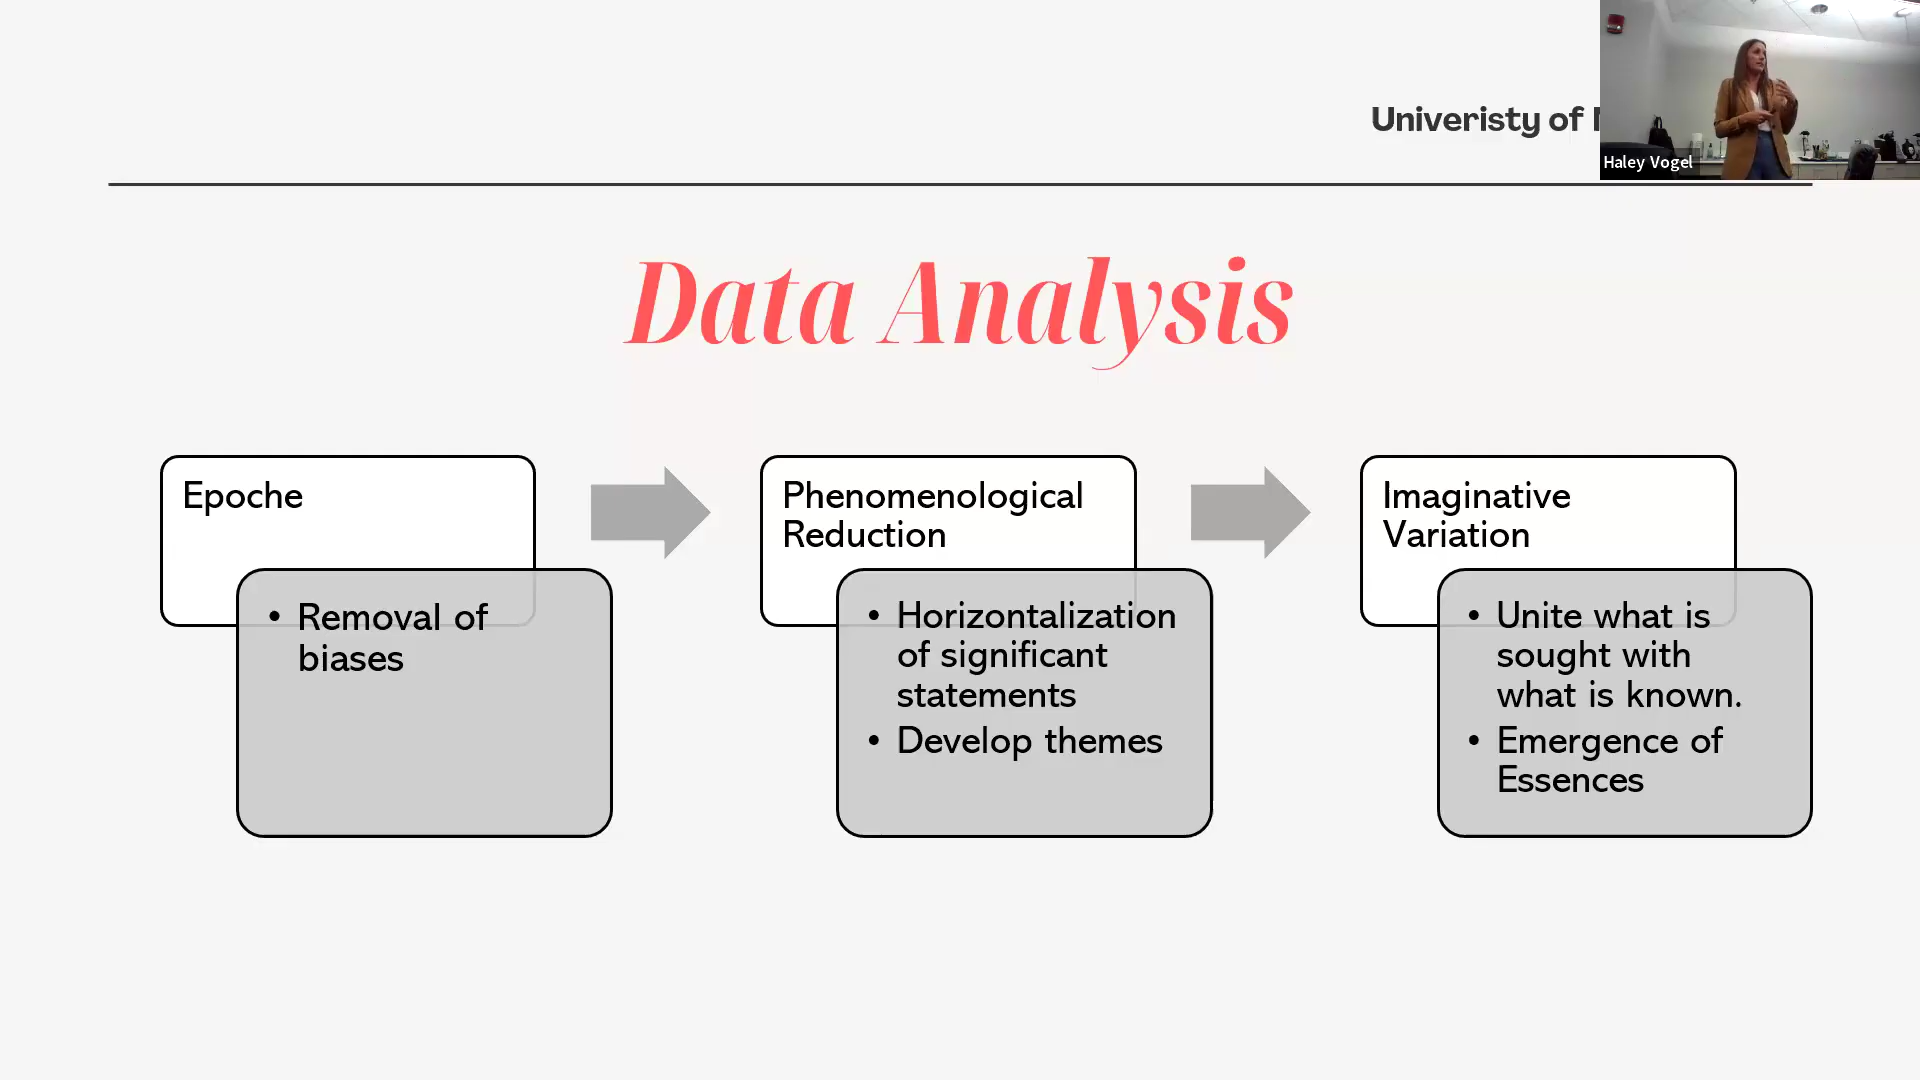 Univeristy of
Haley Vogel
Data Analysis
Epoche
• Removal of
biases
Phenomenological
Reduction
• Horizontalization
of significant
statements
• Develop themes
Imaginative
Variation
• Unite what is
sought with
what is known.
• Emergence of
Essences